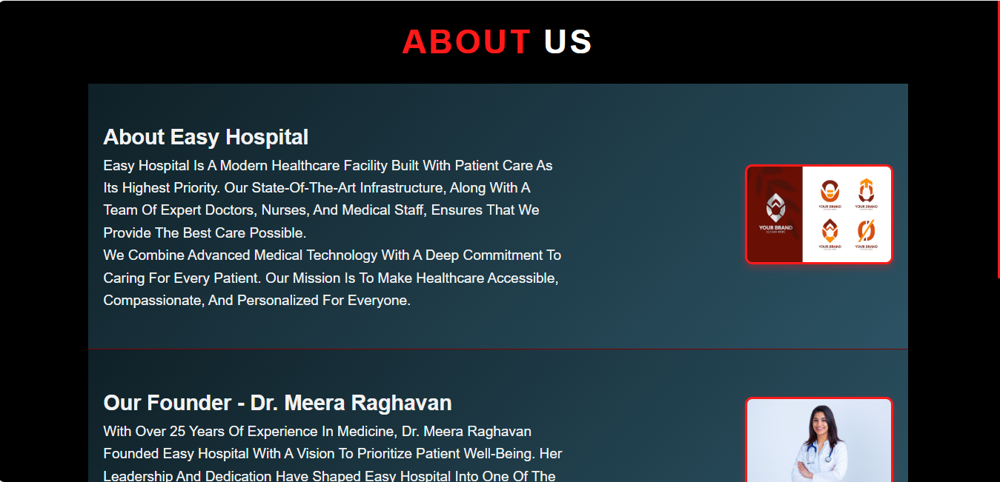 ABOUT US
About Easy Hospital
Easy Hospital Is A Modern Healthcare Facility Built With Patient Care As
Its Highest Priority. Our State-Of-The-Art Infrastructure, Along With A
Team Of Expert Doctors, Nurses, And Medical Staff, Ensures That We
Provide The Best Care Possible.
We Combine Advanced Medical Technology With A Deep Commitment To
Caring For Every Patient. Our Mission Is To Make Healthcare Accessible,
Compassionate, And Personalized For Everyone.
YOUR BRAND
SLOGAN HERE
YOUR BRAND
YOUR BRAND
YOUR BRAND
YOUR BRAND
Our Founder - Dr. Meera Raghavan
With Over 25 Years Of Experience In Medicine, Dr. Meera Raghavan
Founded Easy Hospital With A Vision To Prioritize Patient Well-Being. Her
Leadership And Dedication Have Shaped Easy Hospital Into One Of The